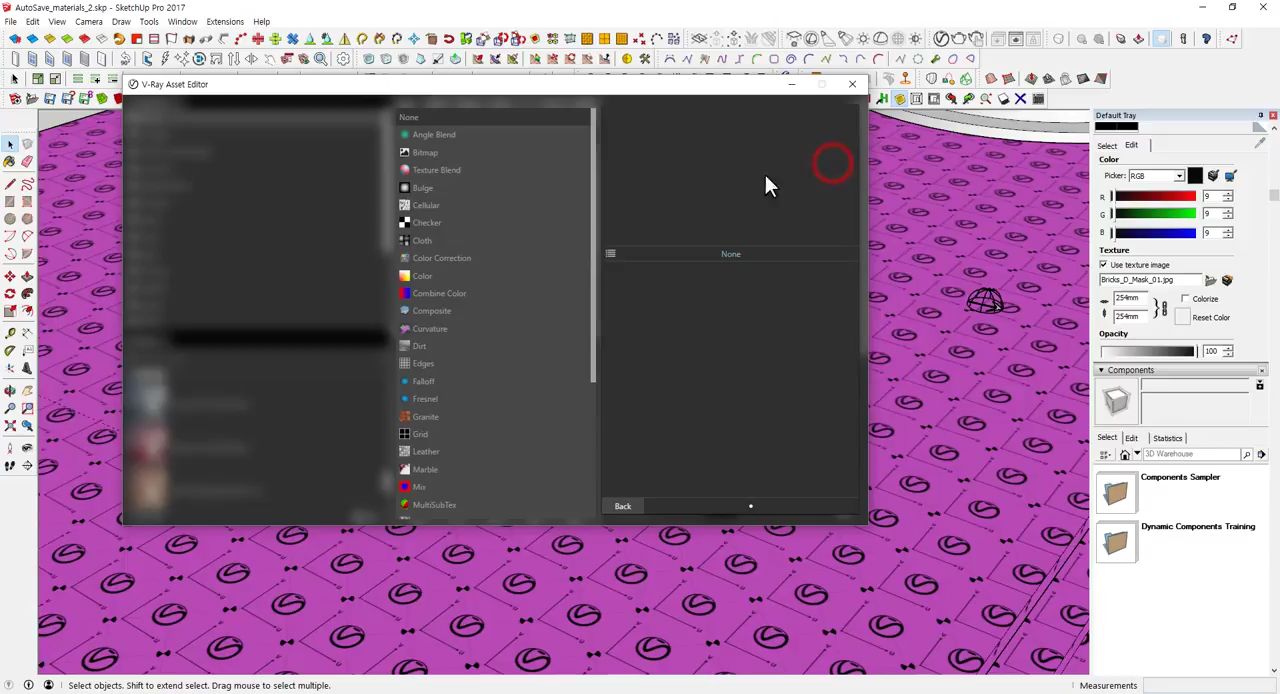 AutoSave_materials_2.skp - SketchUp Pro 2017
File Edit View Camera Draw Tools Window Extensions Help
V-Ray Asset Editor
None
Angle Blend
Bitmap
Texture Blend
Bulge
Cellular
Checker
Cloth
Color Correction
Color
Combine Color
Composite
Curvature
Dirt
Edges
Falloff
Fresnel
Granite
Grid
Leather
Marble
Mix
MultiSubTex
None
Back
Default Tray
Select Edit
Color
Picker: RGB
R 9
G 9
B 9
Texture
Use texture image
Bricks_D_Mask_01.jpg
254mm
Colorize
254mm
Reset Color
Opacity
100
Components
Select Edit Statistics
3D Warehouse
Components Sampler
Dynamic Components Training
Select objects. Shift to extend select. Drag mouse to select multiple.
Measurements